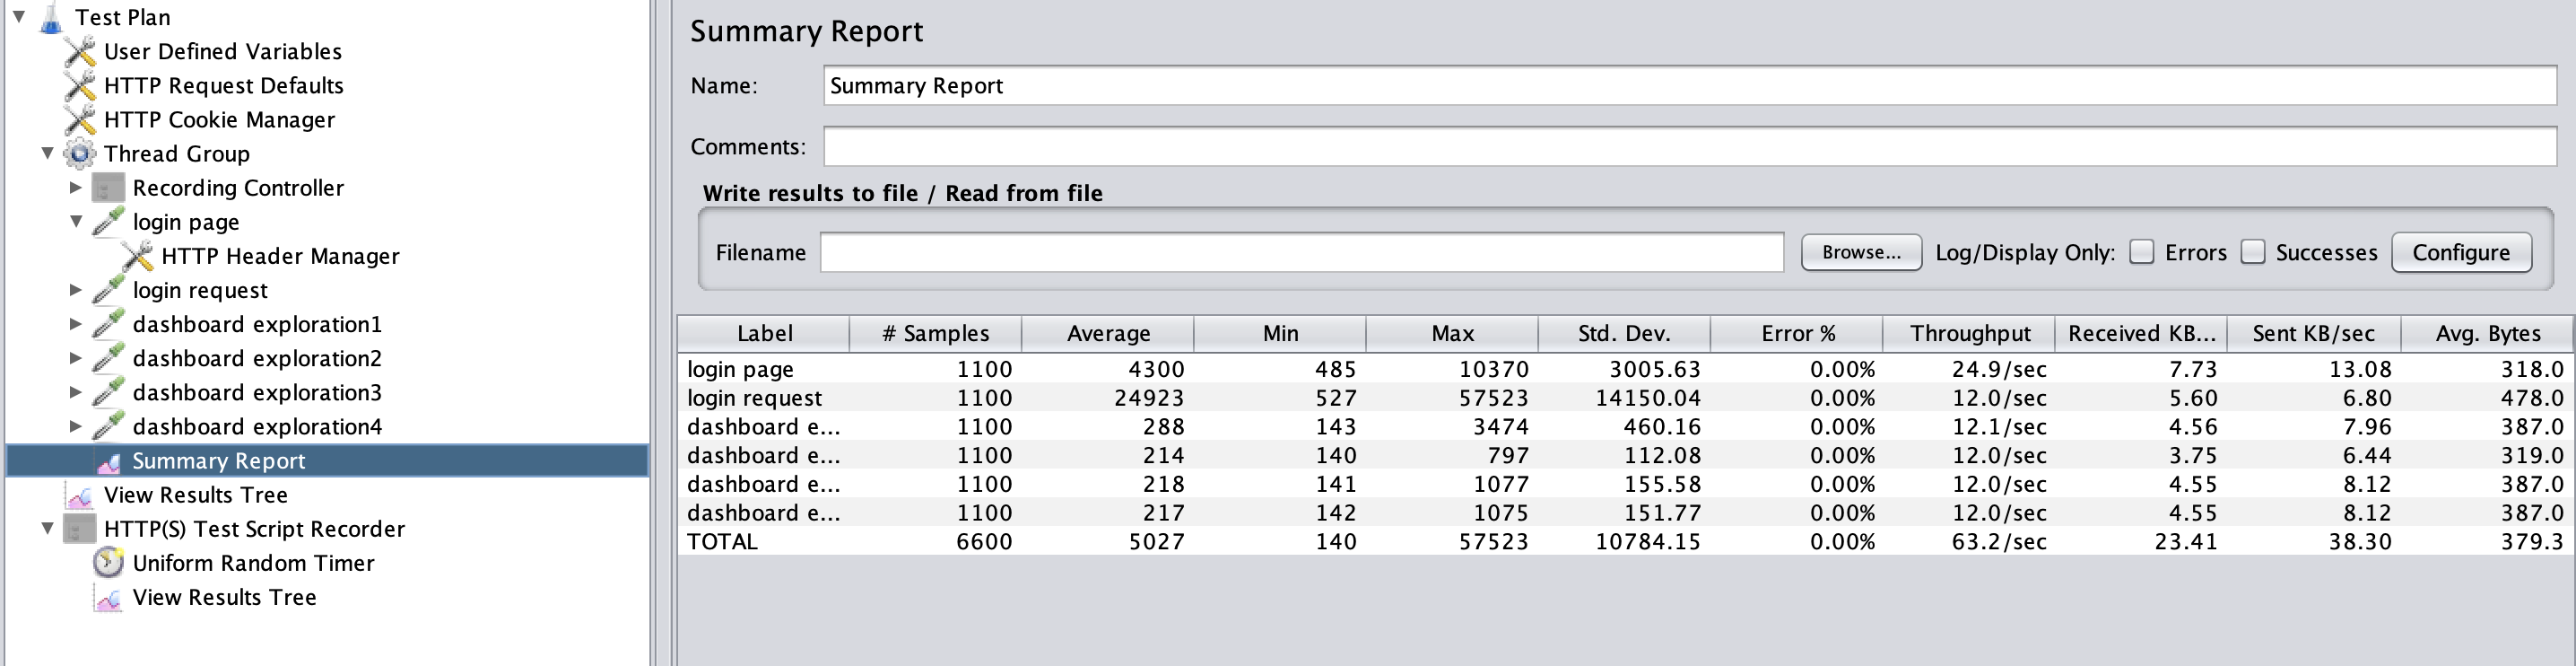 Test Plan
User Defined Variables
HTTP Request Defaults
HTTP Cookie Manager
Thread Group
Recording Controller
login page
HTTP Header Manager
login request
dashboard exploration1
dashboard exploration2
dashboard exploration3
dashboard exploration4
Summary Report
View Results Tree
HTTP(S) Test Script Recorder
Uniform Random Timer
View Results Tree
Summary Report
Name: Summary Report
Comments:
Write results to file / Read from file
Filename Browse... Log/Display Only: Errors Successes Configure
Label # Samples Average Min Max Std. Dev. Error % Throughput Received KB... Sent KB/sec Avg. Bytes
login page 1100 4300 485 10370 3005.63 0.00% 24.9/sec 7.73 13.08 318.0
login request 1100 24923 527 57523 14150.04 0.00% 12.0/sec 5.60 6.80 478.0
dashboard e... 1100 288 143 3474 460.16 0.00% 12.1/sec 4.56 7.96 387.0
dashboard e... 1100 214 140 797 112.08 0.00% 12.0/sec 3.75 6.44 319.0
dashboard e... 1100 218 141 1077 155.58 0.00% 12.0/sec 4.55 8.12 387.0
dashboard e... 1100 217 142 1075 151.77 0.00% 12.0/sec 4.55 8.12 387.0
TOTAL 6600 5027 140 57523 10784.15 0.00% 63.2/sec 23.41 38.30 379.3